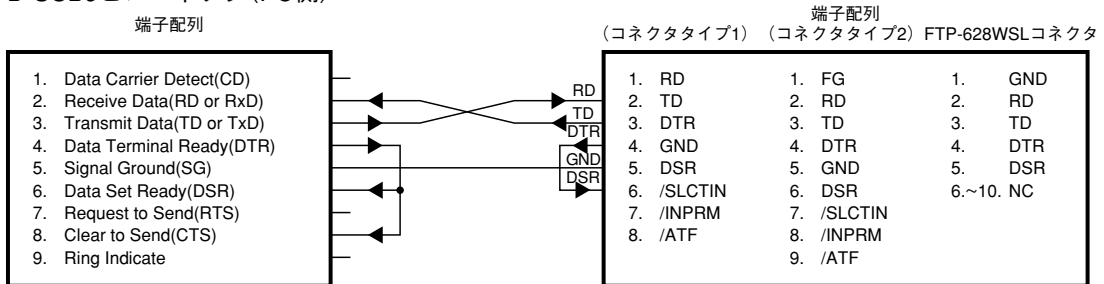 端子配列
1. Data Carrier Detect(CD)
2. Receive Data(RD or RxD)
3. Transmit Data(TD or TxD)
4. Data Terminal Ready(DTR)
5. Signal Ground(SG)
6. Data Set Ready(DSR)
7. Request to Send(RTS)
8. Clear to Send(CTS)
9. Ring Indicate
RD
TD
DTR
GND
DSR
端子配列
(コネクタタイプ1) (コネクタタイプ2) FTP-628WSLコネクタ
1. RD 1. FG 1. GND
2. TD 2. RD 2. RD
3. DTR 3. TD 3. TD
4. GND 4. DTR 4. DTR
5. DSR 5. GND 5. DSR
6. /SLCTIN 6. DSR 6.~10. NC
7. /INPRM 7. /SLCTIN
8. /ATF 8. /INPRM
9. /ATF